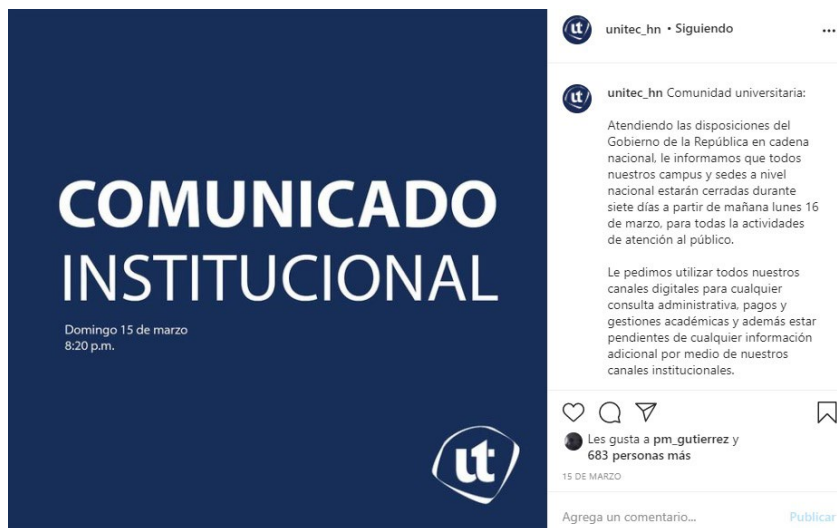 COMUNICADO
INSTITUCIONAL
Domingo 15 de marzo
8:20 p.m.
ut
ut
unitec_hn • Siguiendo
ut
unitec_hn Comunidad universitaria:
Atendiendo las disposiciones del
Gobierno de la República en cadena
nacional, le informamos que todos
nuestros campus y sedes a nivel
nacional estarán cerradas durante
siete días a partir de mañana lunes 16
de marzo, para todas la actividades
de atención al público.
Le pedimos utilizar todos nuestros
canales digitales para cualquier
consulta administrativa, pagos y
gestiones académicas y además estar
pendientes de cualquier información
adicional por medio de nuestros
canales institucionales.
Les gusta a pm_gutierrez y
683 personas más
15 DE MARZO
Agrega un comentario...
Publicar